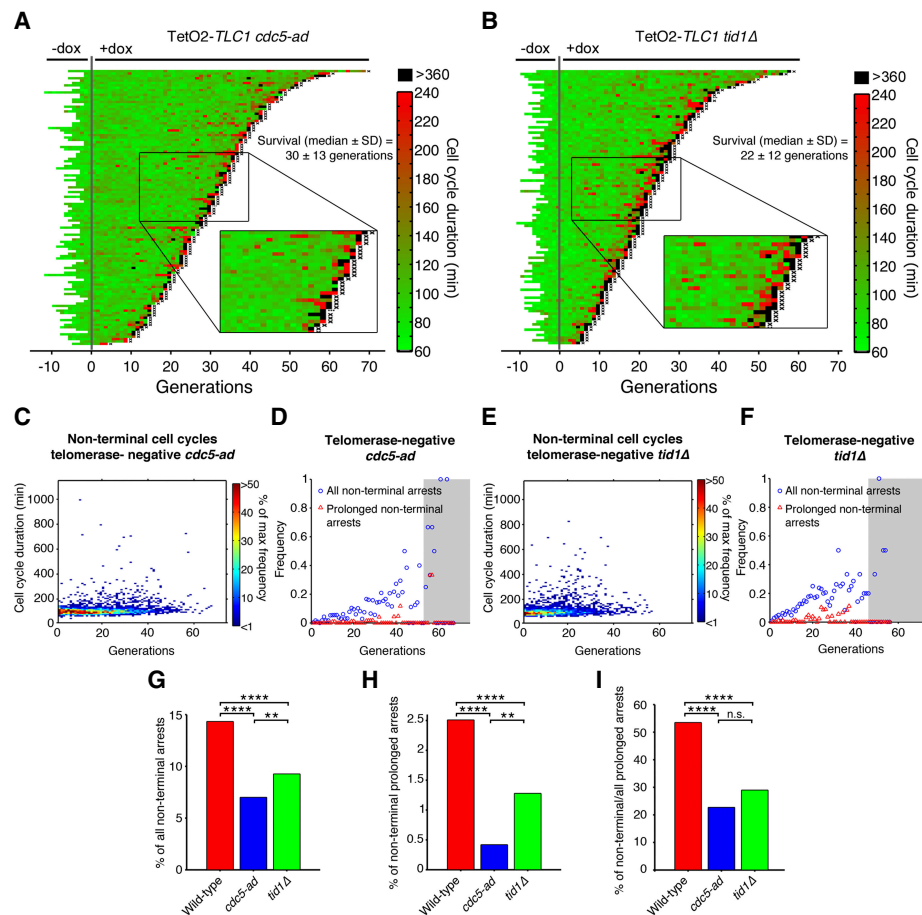 A
TetO2-TLC1 cdc5-ad
-dox
+dox
Survival (median ± SD) =
30 ± 13 generations
>360
240
220
200
180
160
140
120
100
80
60
Cell cycle duration (min)
-10 0 10 20 30 40 50 60 70
Generations
B
TetO2-TLC1 tid1Δ
-dox
+dox
Survival (median ± SD) =
22 ± 12 generations
>360
240
220
200
180
160
140
120
100
80
60
Cell cycle duration (min)
-10 0 10 20 30 40 50 60 70
Generations
C
Non-terminal cell cycles
telomerase- negative cdc5-ad
Cell cycle duration (min)
1000
800
600
400
200
0
0 20 40 60
Generations
>50
40
30
20
10
<1
% of max frequency
D
Telomerase-negative
cdc5-ad
All non-terminal arrests
Prolonged non-terminal
arrests
Frequency
1
0.8
0.6
0.4
0.2
0
0 20 40 60
Generations
E
Non-terminal cell cycles
telomerase-negative tid1Δ
Cell cycle duration (min)
1000
800
600
400
200
0
0 20 40 60
Generations
>50
40
30
20
10
<1
% of max frequency
F
Telomerase-negative
tid1Δ
All non-terminal arrests
Prolonged non-terminal
arrests
Frequency
1
0.8
0.6
0.4
0.2
0
0 20 40 60
Generations
G
% of all non-terminal arrests
15
10
5
0
****
****
**
Wild-type
cdc5-ad
tid1Δ
H
% of non-terminal prolonged arrests
2.5
2
1.5
1
0.5
0
****
****
**
Wild-type
cdc5-ad
tid1Δ
I
% of non-terminal/all prolonged arrests
60
50
40
30
20
10
0
****
****
n.s.
Wild-type
cdc5-ad
tid1Δ